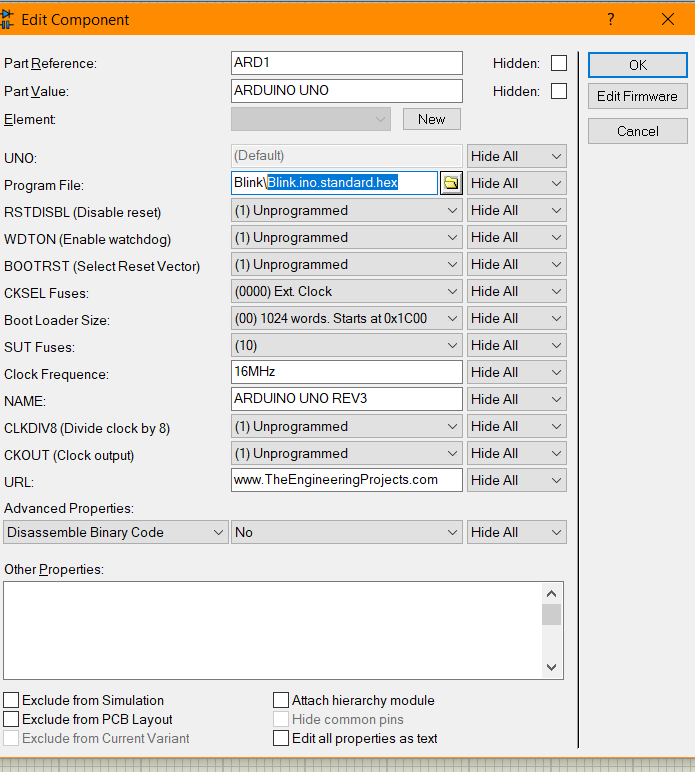 Edit Component ?
Part Reference: ARD1 Hidden:
Part Value: ARDUINO UNO Hidden:
Element: New
UNO: (Default) Hide All
Program File: Blink\Blink.ino.standard.hex
RSTDISBL (Disable reset) (1) Unprogrammed Hide All
WDTON (Enable watchdog) (1) Unprogrammed Hide All
BOOTRST (Select Reset Vector) (1) Unprogrammed Hide All
CKSEL Fuses: (0000) Ext. Clock Hide All
Boot Loader Size: (00) 1024 words. Starts at 0x1C00 Hide All
SUT Fuses: (10) Hide All
Clock Frequence: 16MHz Hide All
NAME: ARDUINO UNO REV3 Hide All
CLKDIV8 (Divide clock by 8) (1) Unprogrammed Hide All
CKOUT (Clock output) (1) Unprogrammed Hide All
URL: www.TheEngineeringProjects.com Hide All
Advanced Properties:
Disassemble Binary Code No Hide All
Other Properties:
Exclude from Simulation Attach hierarchy module
Exclude from PCB Layout Hide common pins
Exclude from Current Variant Edit all properties as text
OK
Edit Firmware
Cancel